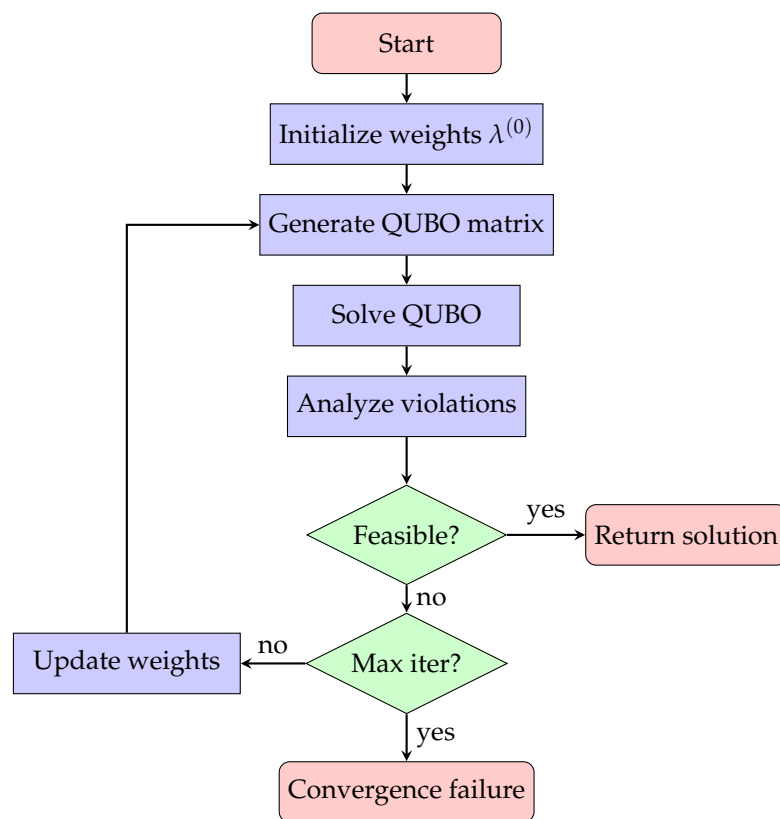 Start
Initialize weights λ⁽⁰⁾
Generate QUBO matrix
Solve QUBO
Analyze violations
Feasible?
yes
Return solution
no
Max iter?
no
Update weights
yes
Convergence failure